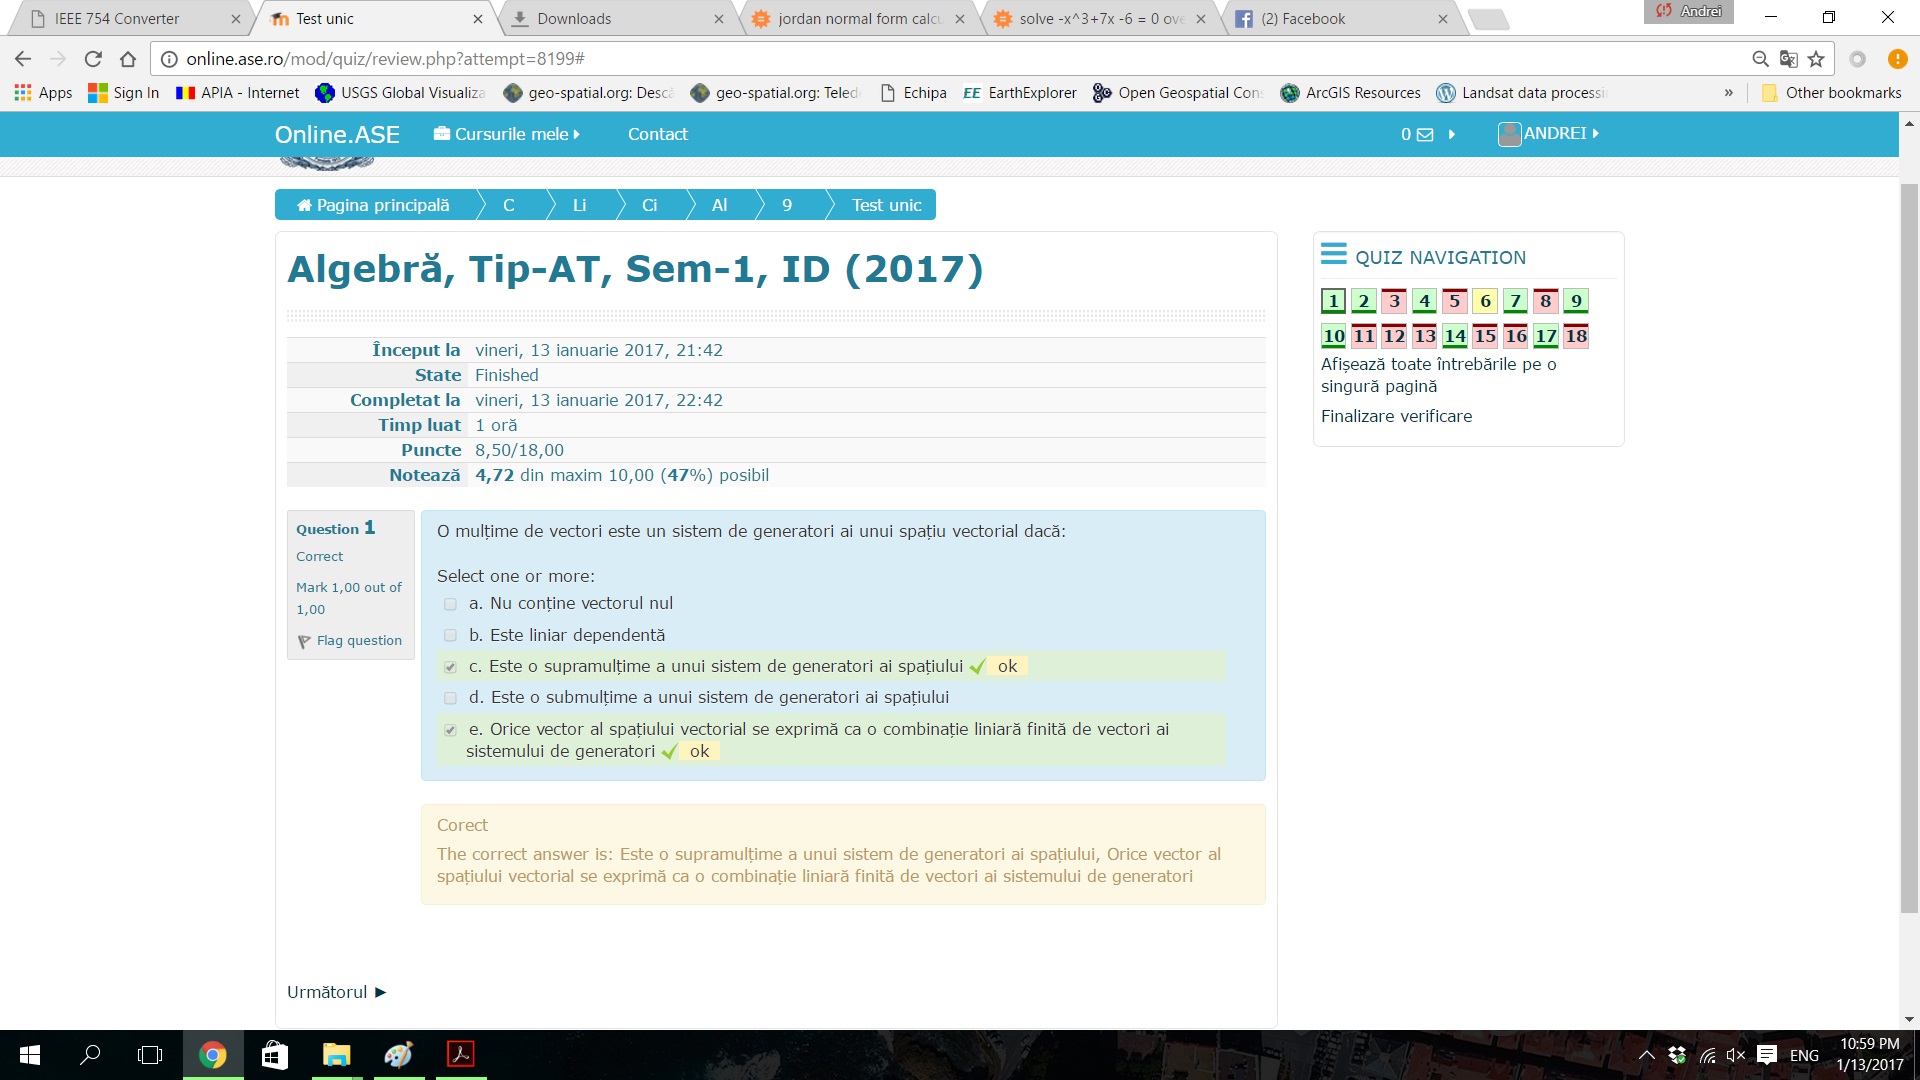 IEEE 754 Converter
Test unic
Downloads
jordan normal form calcu
solve -x^3+7x -6 = 0 ove
(2) Facebook
Andrei
online.ase.ro/mod/quiz/review.php?attempt=8199#
Apps
Sign In
APIA - Internet
USGS Global Visualiza
geo-spatial.org: Descă
geo-spatial.org: Teled
Echipa
EE EarthExplorer
Open Geospatial Con
ArcGIS Resources
Landsat data processi
»
Other bookmarks
Online.ASE
Cursurile mele
Contact
0
ANDREI
Pagina principală
C
Li
Ci
Al
9
Test unic
Algebră, Tip-AT, Sem-1, ID (2017)
Început la vineri, 13 ianuarie 2017, 21:42
State Finished
Completat la vineri, 13 ianuarie 2017, 22:42
Timp luat 1 oră
Puncte 8,50/18,00
Notează 4,72 din maxim 10,00 (47%) posibil
Question 1
Correct
Mark 1,00 out of
1,00
Flag question
O mulțime de vectori este un sistem de generatori ai unui spațiu vectorial dacă:
Select one or more:
a. Nu conține vectorul nul
b. Este liniar dependentă
c. Este o supramulțime a unui sistem de generatori ai spațiului ok
d. Este o submulțime a unui sistem de generatori ai spațiului
e. Orice vector al spațiului vectorial se exprimă ca o combinație liniară finită de vectori ai
sistemului de generatori ok
Corect
The correct answer is: Este o supramulțime a unui sistem de generatori ai spațiului, Orice vector al
spațiului vectorial se exprimă ca o combinație liniară finită de vectori ai sistemului de generatori
Următorul ►
QUIZ NAVIGATION
1 2 3 4 5 6 7 8 9
10 11 12 13 14 15 16 17 18
Afișează toate întrebările pe o
singură pagină
Finalizare verificare
ENG
10:59 PM
1/13/2017